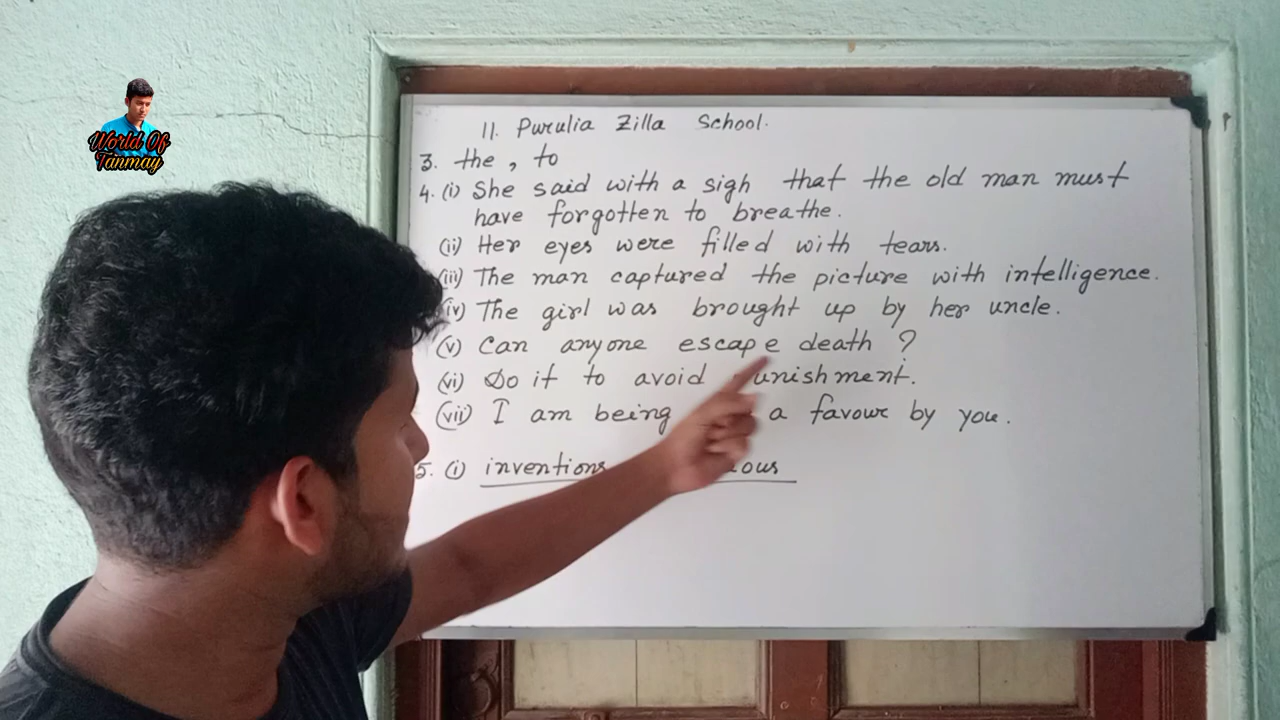 World Of
Tanmay
11. Purulia Zilla School.
3. the, to
4. (i) She said with a sigh that the old man must
have forgotten to breathe.
(ii) Her eyes were filled with tears.
(iii) The man captured the picture with intelligence.
(iv) The girl was brought up by her uncle.
(v) Can anyone escape death ?
(vi) Do it to avoid punishment.
(vii) I am being a favour by you.
5. (i) inventions